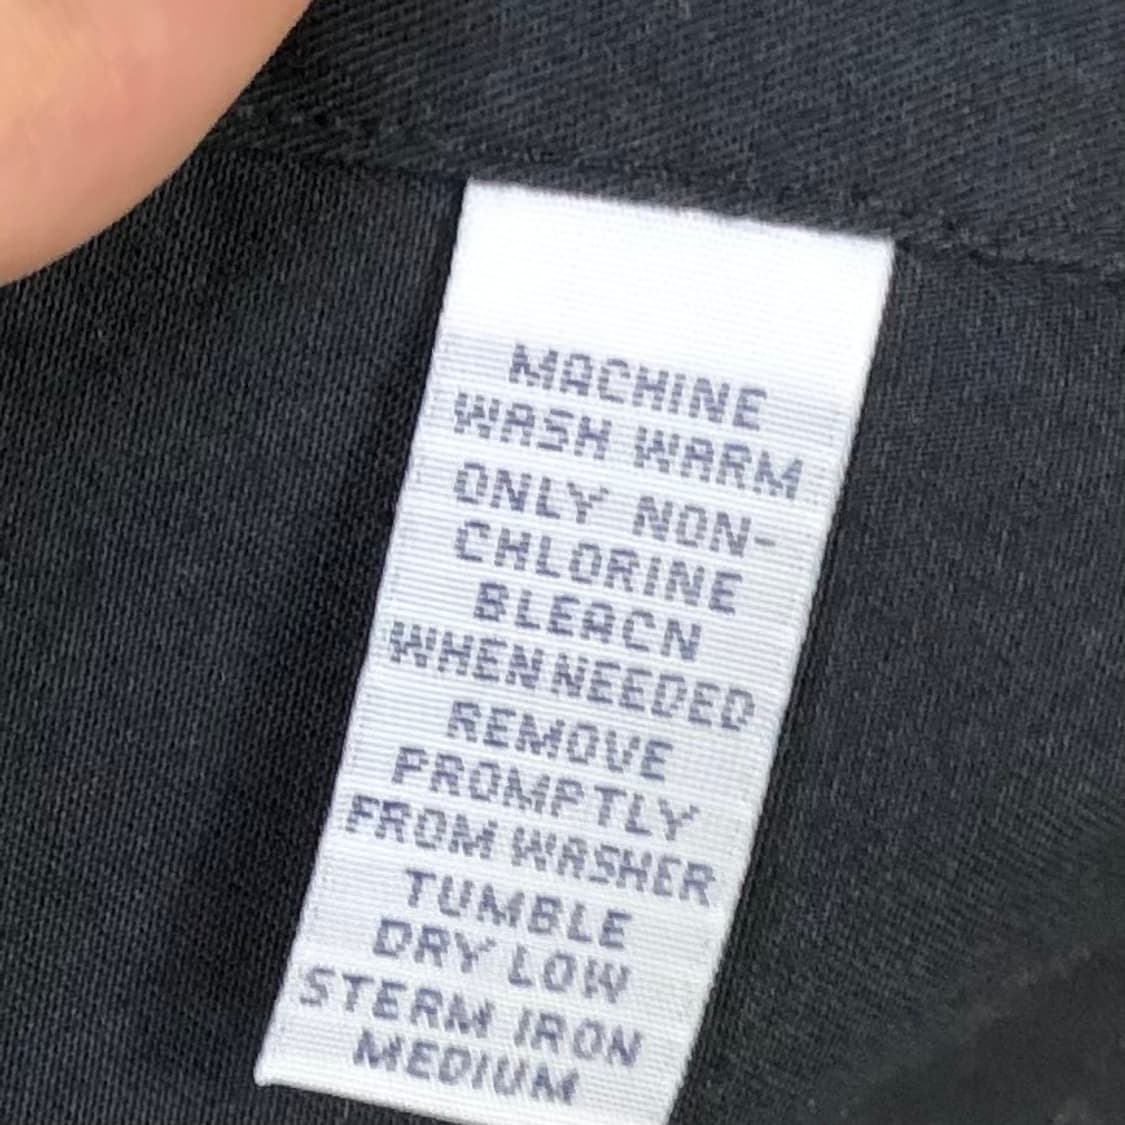 MACHINE
WASH WARM
ONLY NON-
CHLORINE
BLEACN
WHEN NEEDED
REMOVE
PROMPTLY
FROM WASHER
TUMBLE
DRY LOW
STERM IRON
MEDIUM